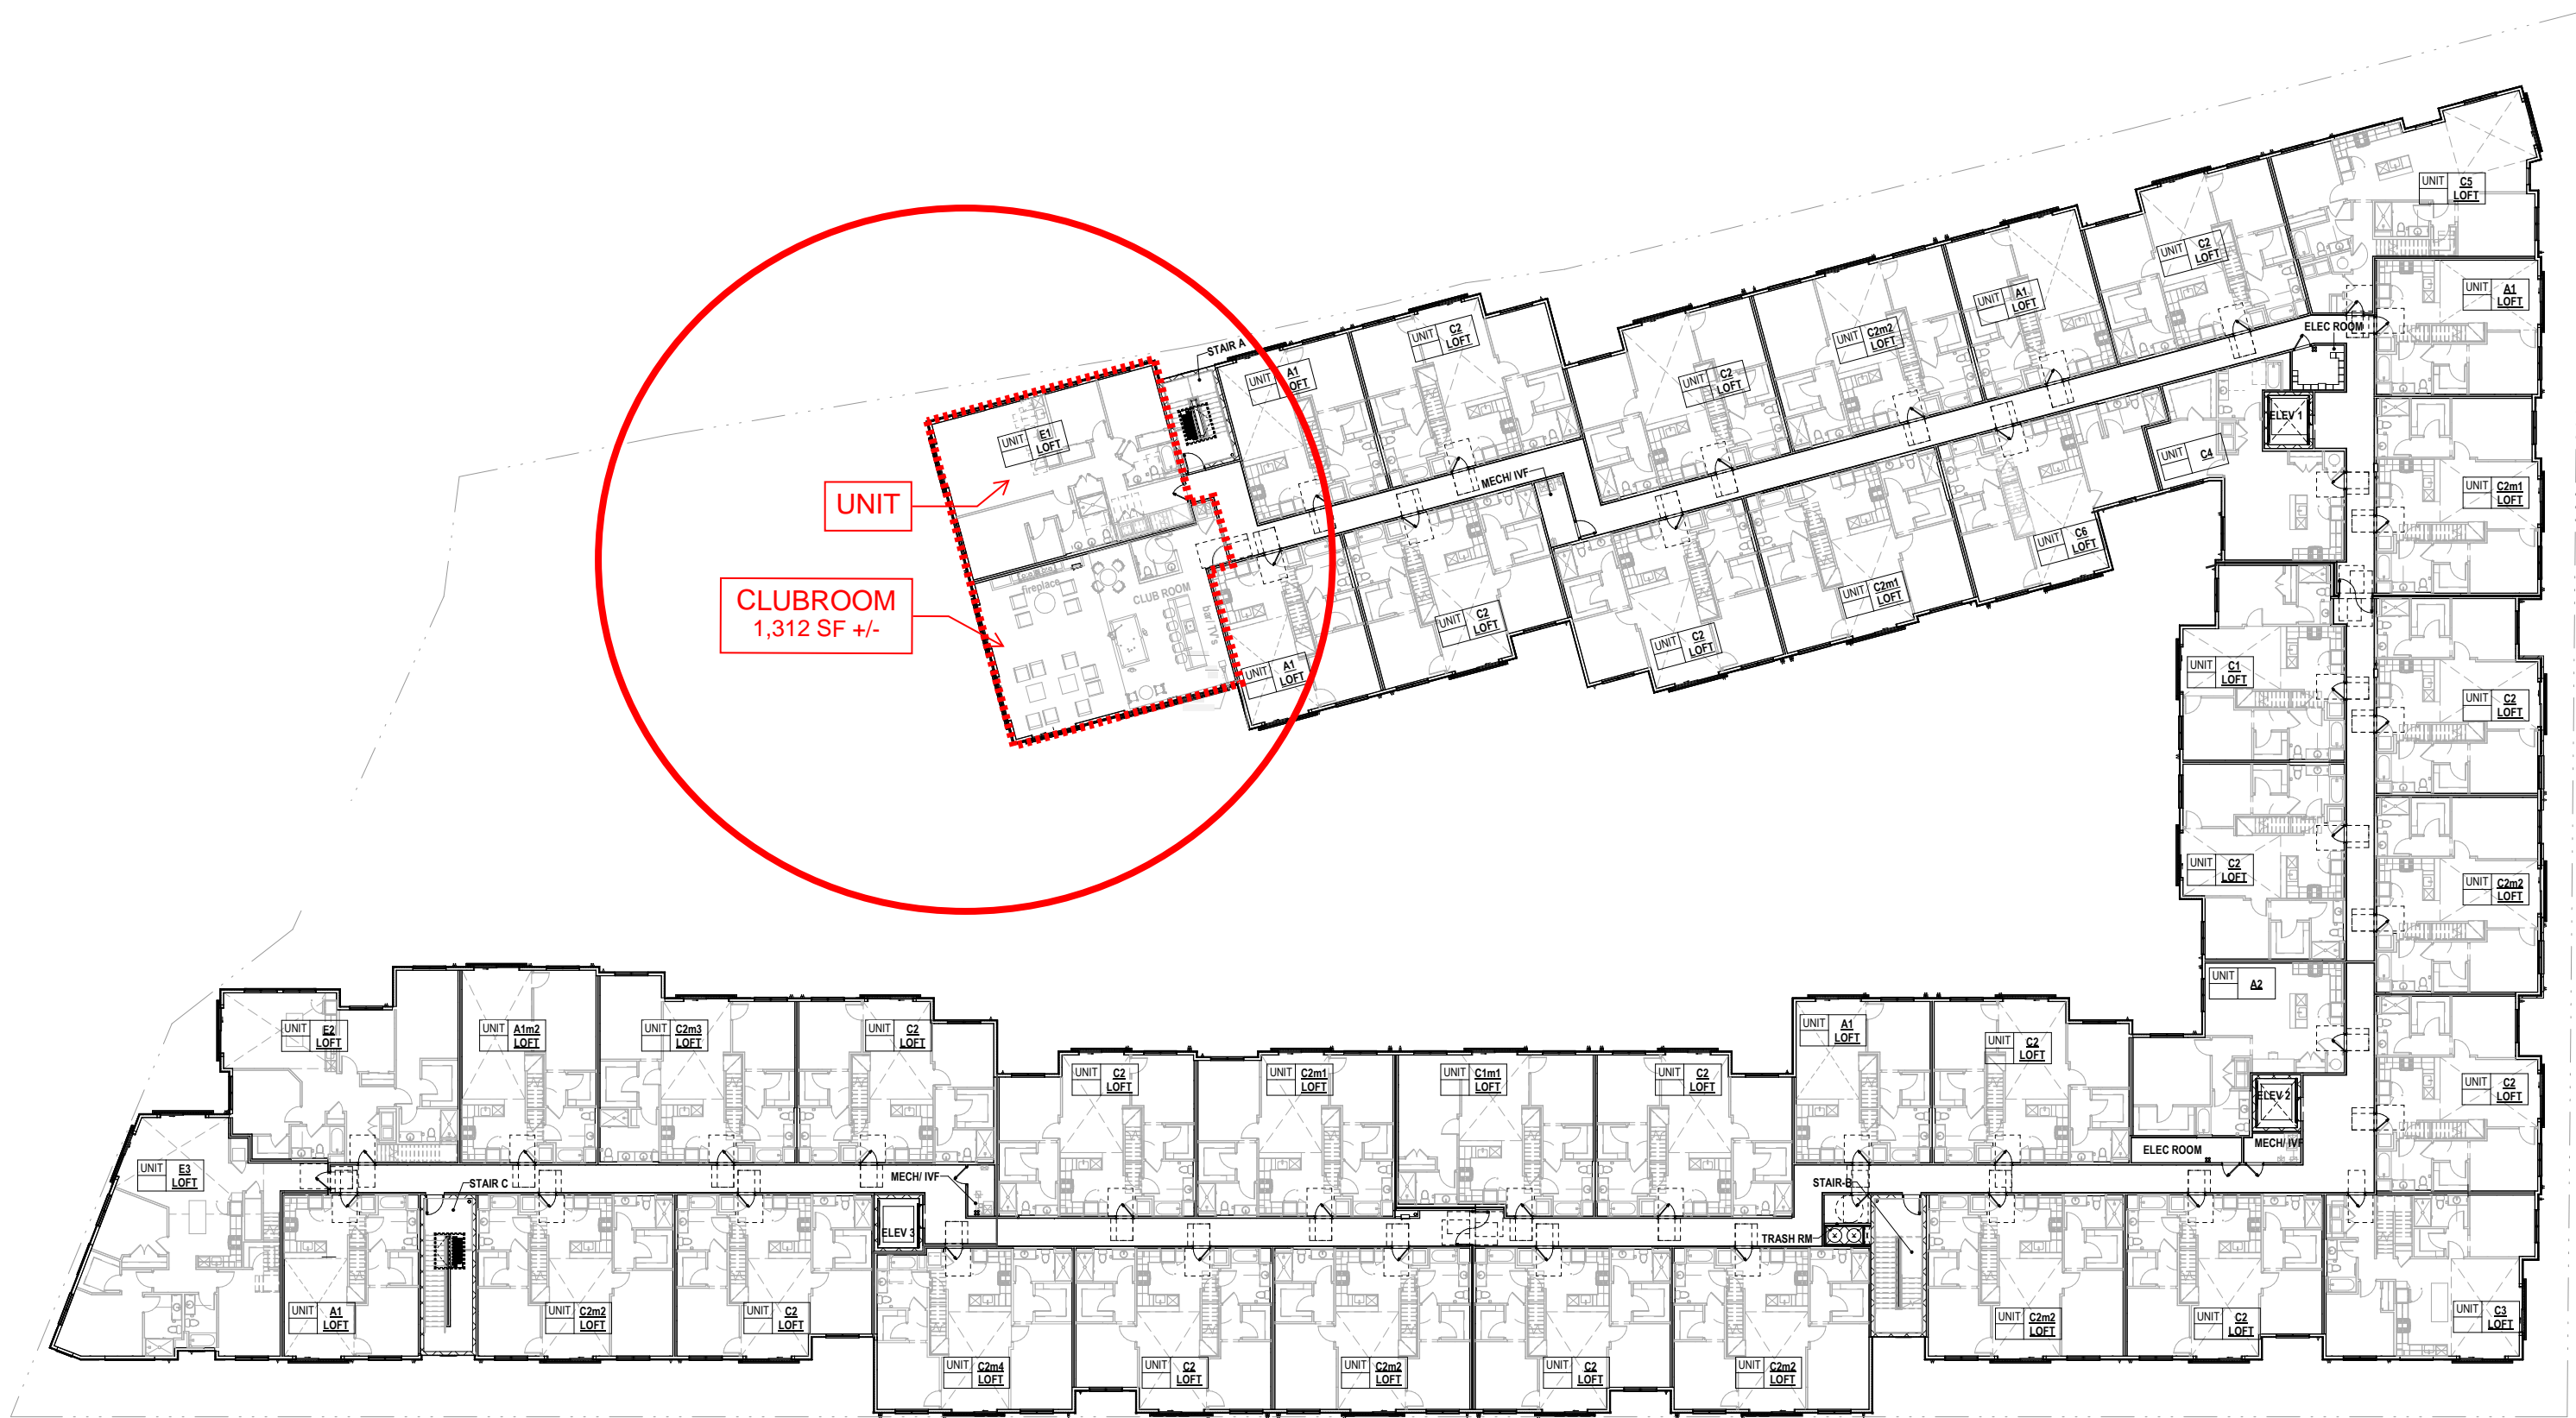 UNIT C5
LOFT
UNIT C2
LOFT
UNIT A1
LOFT
UNIT A1
LOFT
UNIT C2m2
LOFT
UNIT C2
LOFT
ELEC ROOM
STAIR A
UNIT C2
LOFT
UNIT A1
LOFT
ELEV 1
UNIT E1
LOFT
UNIT C4
MECH/ IVF
UNIT C2m1
LOFT
UNIT
UNIT C6
LOFT
fireplace
CLUB ROOM
bar/TV's
CLUBROOM
1,312 SF +/-
UNIT C2m1
LOFT
UNIT C2
LOFT
UNIT C2
LOFT
UNIT A1
LOFT
UNIT C1
LOFT
UNIT C2
LOFT
UNIT C2
LOFT
UNIT C2m2
LOFT
UNIT A2
UNIT E2
LOFT
UNIT A1m2
LOFT
UNIT C2m3
LOFT
UNIT C2
LOFT
UNIT A1
LOFT
UNIT C2
LOFT
UNIT C2
LOFT
UNIT C2m1
LOFT
UNIT C1m1
LOFT
UNIT C2
LOFT
UNIT C2
LOFT
ELEV 2
ELEC ROOM
MECH/ IVF
UNIT E3
LOFT
STAIR C
MECH/ IVF
STAIR-B
ELEV 3
TRASH RM
UNIT A1
LOFT
UNIT C2m2
LOFT
UNIT C2
LOFT
UNIT C2m2
LOFT
UNIT C2
LOFT
UNIT C3
LOFT
UNIT C2m4
LOFT
UNIT C2
LOFT
UNIT C2m2
LOFT
UNIT C2
LOFT
UNIT C2m2
LOFT